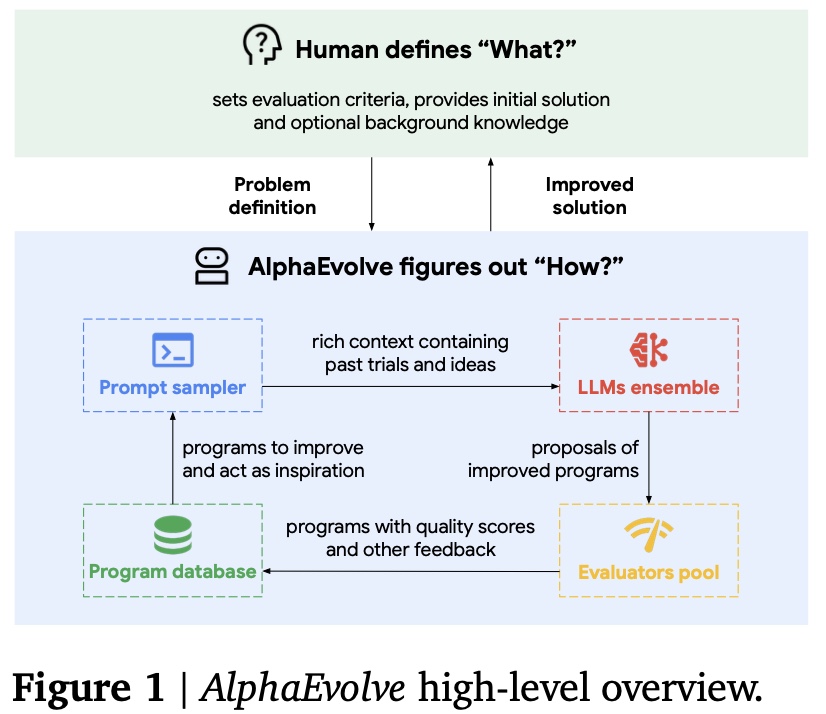 Human defines “What?”
sets evaluation criteria, provides initial solution
and optional background knowledge
Problem
definition
Improved
solution
AlphaEvolve figures out “How?”
Prompt sampler
rich context containing
past trials and ideas
LLMs ensemble
programs to improve
and act as inspiration
proposals of
improved programs
Program database
programs with quality scores
and other feedback
Evaluators pool
Figure 1 | AlphaEvolve high-level overview.